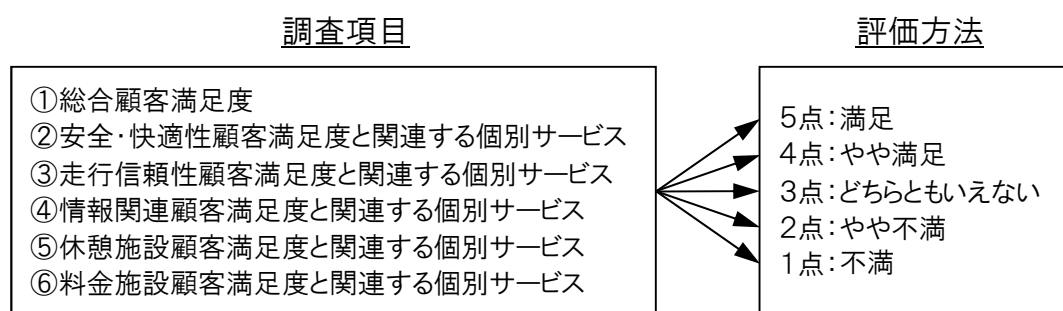 調査項目
①総合顧客満足度
②安全・快適性顧客満足度と関連する個別サービス
③走行信頼性顧客満足度と関連する個別サービス
④情報関連顧客満足度と関連する個別サービス
⑤休憩施設顧客満足度と関連する個別サービス
⑥料金施設顧客満足度と関連する個別サービス
評価方法
5点：満足
4点：やや満足
3点：どちらともいえない
2点：やや不満
1点：不満